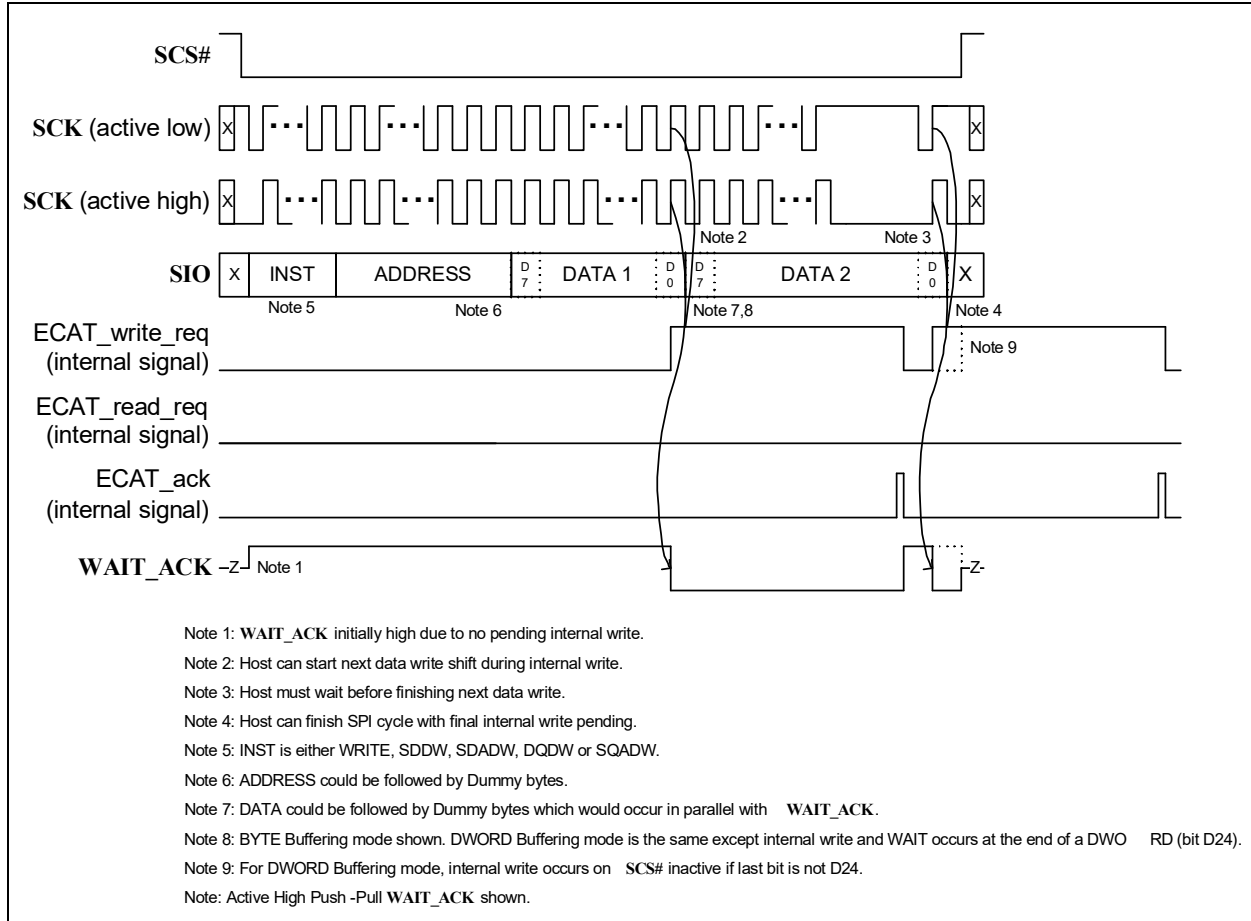 SCS#
SCK (active low)
X
X
SCK (active high)
X
X
Note 2
Note 3
SIO
X
INST
ADDRESS
D
7
DATA 1
D
0
D
7
DATA 2
D
0
X
Note 5
Note 6
Note 7,8
Note 4
ECAT_write_req
(internal signal)
Note 9
ECAT_read_req
(internal signal)
ECAT_ack
(internal signal)
WAIT_ACK
-Z-
Note 1
-Z-
Note 1: WAIT_ACK initially high due to no pending internal write.
Note 2: Host can start next data write shift during internal write.
Note 3: Host must wait before finishing next data write.
Note 4: Host can finish SPI cycle with final internal write pending.
Note 5: INST is either WRITE, SDDW, SDADW, DQDW or SQADW.
Note 6: ADDRESS could be followed by Dummy bytes.
Note 7: DATA could be followed by Dummy bytes which would occur in parallel with WAIT_ACK.
Note 8: BYTE Buffering mode shown. DWORD Buffering mode is the same except internal write and WAIT occurs at the end of a DWO RD (bit D24).
Note 9: For DWORD Buffering mode, internal write occurs on SCS# inactive if last bit is not D24.
Note: Active High Push -Pull WAIT_ACK shown.